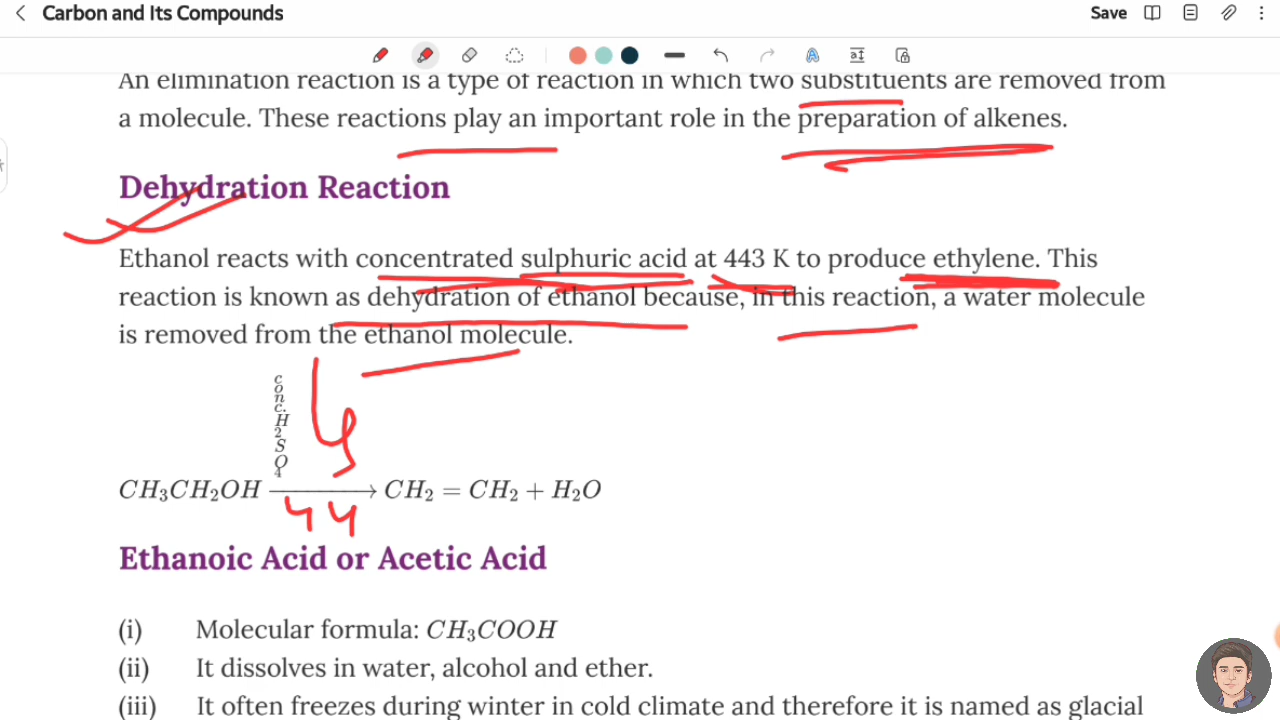 Carbon and Its Compounds
Save
An elimination reaction is a type of reaction in which two substituents are removed from
a molecule. These reactions play an important role in the preparation of alkenes.
Dehydration Reaction
Ethanol reacts with concentrated sulphuric acid at 443 K to produce ethylene. This
reaction is known as dehydration of ethanol because, in this reaction, a water molecule
is removed from the ethanol molecule.
conc.H2SO4
CH₃CH₂OH ⟶ CH₂ = CH₂ + H₂O
44
Ethanoic Acid or Acetic Acid
(i) Molecular formula: CH₃COOH
(ii) It dissolves in water, alcohol and ether.
(iii) It often freezes during winter in cold climate and therefore it is named as glacial